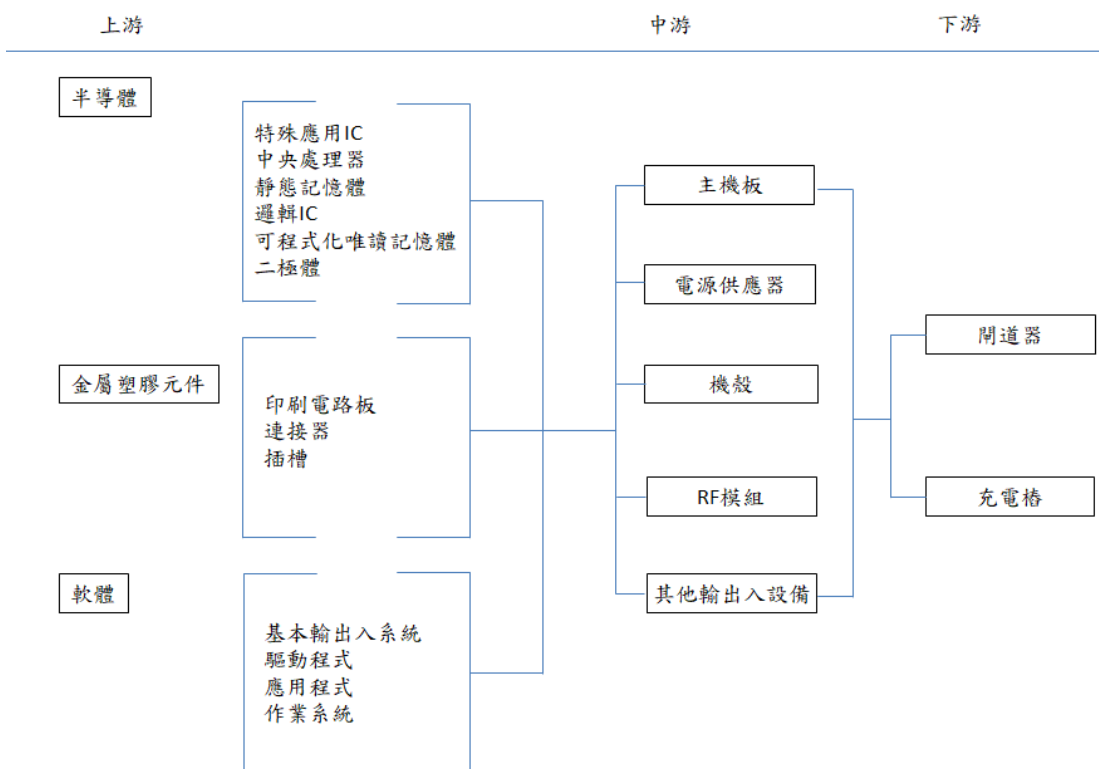 上游
中游
下游
半導體
特殊應用IC
中央處理器
靜態記憶體
邏輯IC
可程式化唯讀記憶體
二極體
金屬塑膠元件
印刷電路板
連接器
插槽
軟體
基本輸出入系統
驅動程式
應用程式
作業系統
主機板
電源供應器
機殼
RF模組
其他輸出入設備
閘道器
充電樁